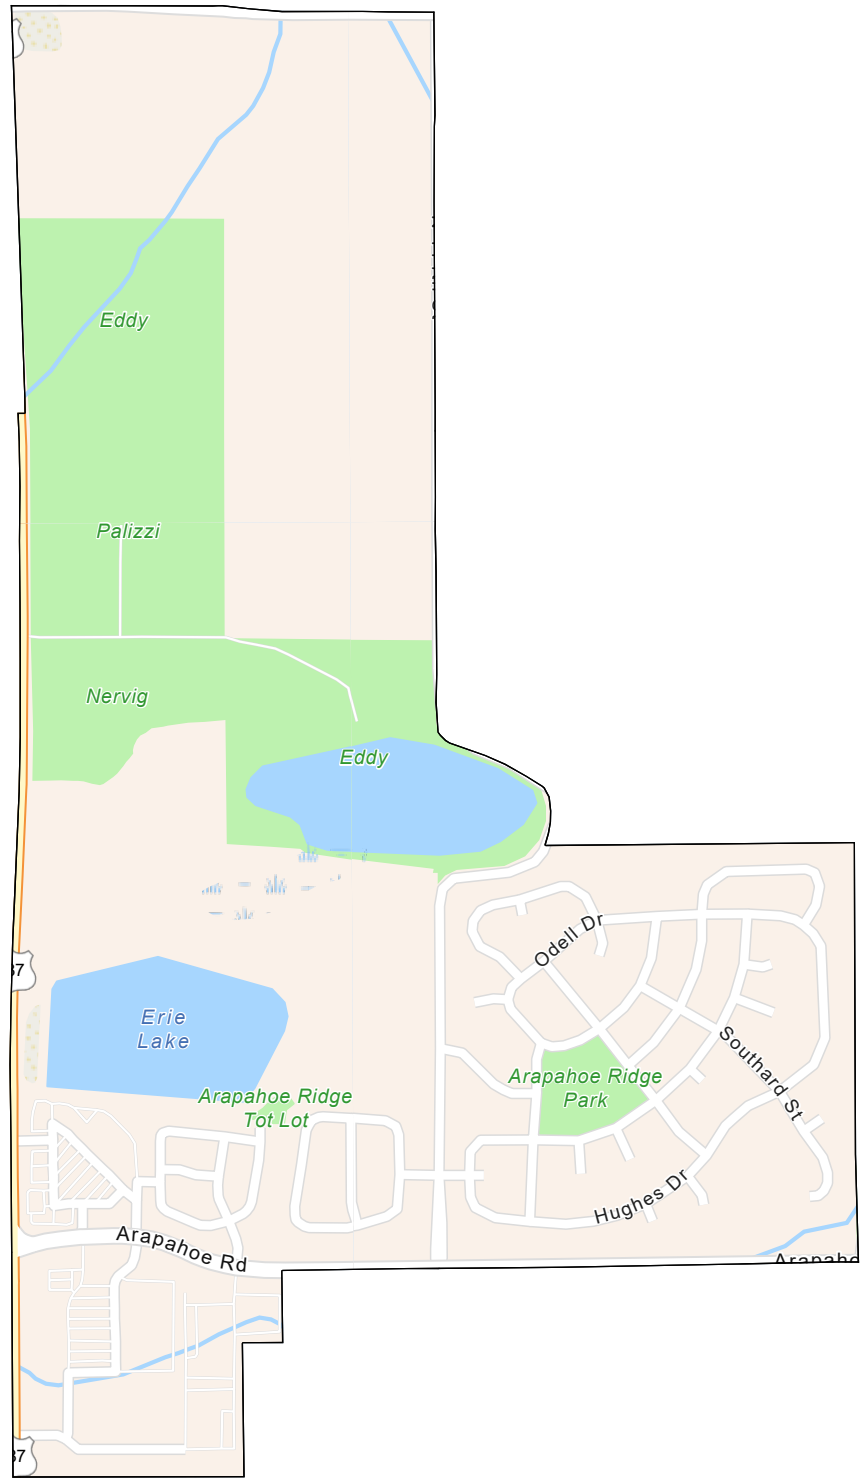 Eddy
Palizzi
Nervig
Eddy
Odell Dr
Erie
Lake
Southard St
Arapahoe Ridge
Park
Arapahoe Ridge
Tot Lot
Hughes Dr
Arapahoe Rd